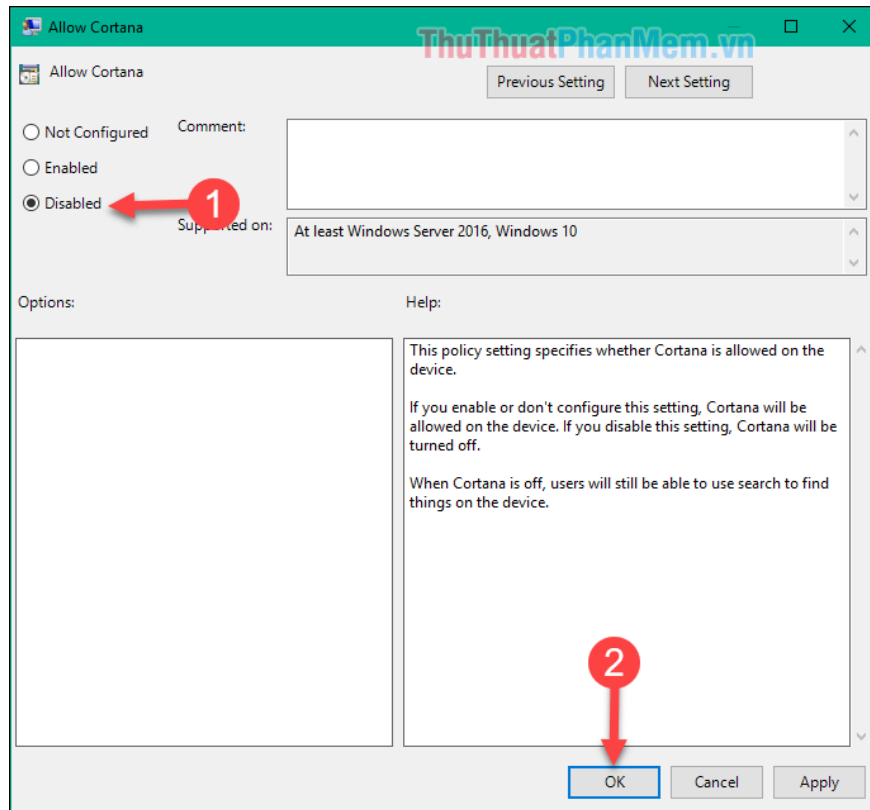 Allow Cortana
ThuThuatPhanMem.vn
Allow Cortana
Previous Setting
Next Setting
Not Configured
Comment:
Enabled
Disabled
1
Supported on:
At least Windows Server 2016, Windows 10
Options:
Help:
This policy setting specifies whether Cortana is allowed on the
device.
If you enable or don't configure this setting, Cortana will be
allowed on the device. If you disable this setting, Cortana will be
turned off.
When Cortana is off, users will still be able to use search to find
things on the device.
2
OK
Cancel
Apply